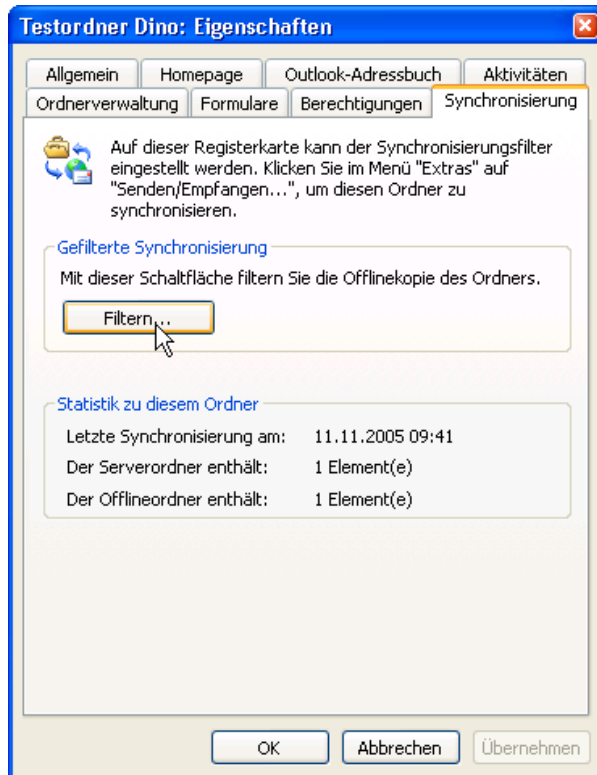 Testordner Dino: Eigenschaften
Allgemein Homepage Outlook-Adressbuch Aktivitäten
Ordnerverwaltung Formulare Berechtigungen Synchronisierung
Auf dieser Registerkarte kann der Synchronisierungsfilter
eingestellt werden. Klicken Sie im Menü "Extras" auf
"Senden/Empfangen...", um diesen Ordner zu
synchronisieren.
Gefilterte Synchronisierung
Mit dieser Schaltfläche filtern Sie die Offlinekopie des Ordners.
Filtern...
Statistik zu diesem Ordner
Letzte Synchronisierung am: 11.11.2005 09:41
Der Serverordner enthält: 1 Element(e)
Der Offlineordner enthält: 1 Element(e)
OK Abbrechen Übernehmen